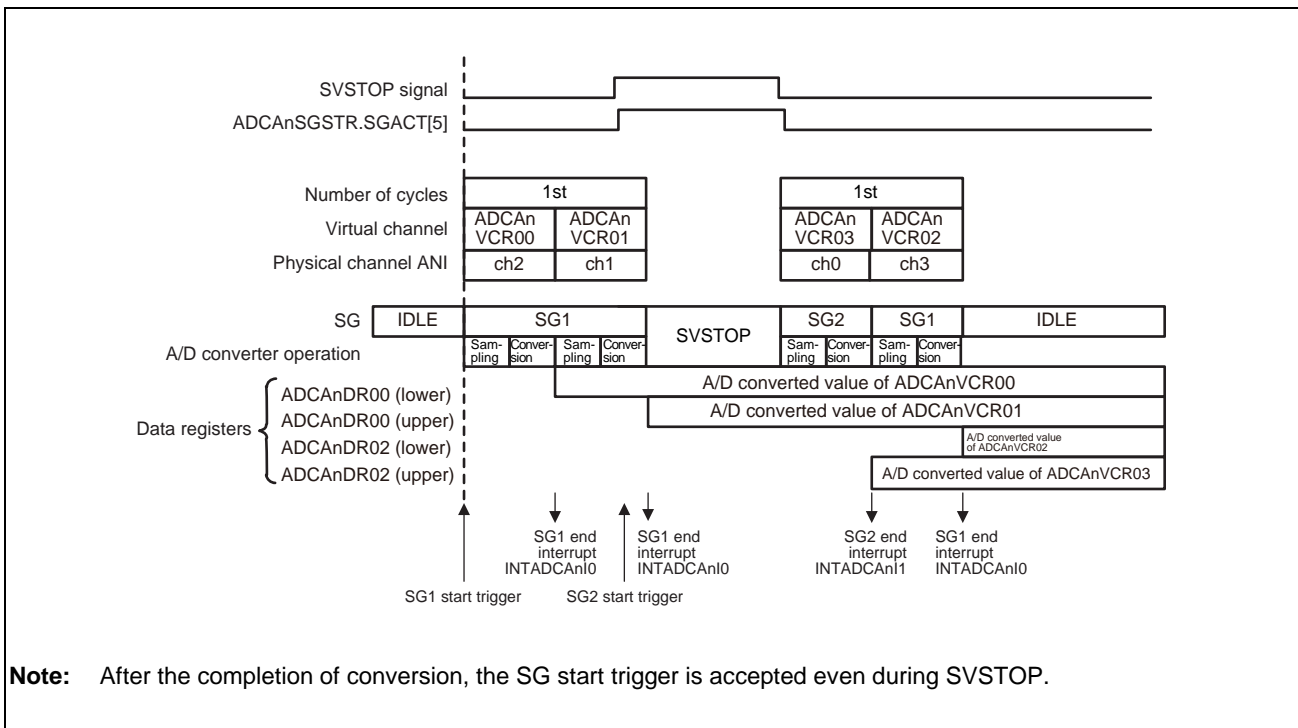 SVSTOP signal
ADCAnSGSTR.SGACT[5]
Number of cycles
1st
1st
Virtual channel
ADCAn
VCR00
ADCAn
VCR01
ADCAn
VCR03
ADCAn
VCR02
Physical channel ANI
ch2
ch1
ch0
ch3
SG
IDLE
SG1
SVSTOP
SG2
SG1
IDLE
A/D converter operation
Sam-
pling
Conver-
sion
Sam-
pling
Conver-
sion
Sam-
pling
Conver-
sion
Sam-
pling
Conver-
sion
Data registers
ADCAnDR00 (lower)
A/D converted value of ADCAnVCR00
ADCAnDR00 (upper)
A/D converted value of ADCAnVCR01
ADCAnDR02 (lower)
A/D converted value
of ADCAnVCR02
ADCAnDR02 (upper)
A/D converted value of ADCAnVCR03
SG1 end
interrupt
INTADCAnI0
SG1 end
interrupt
INTADCAnI0
SG2 end
interrupt
INTADCAnI1
SG1 end
interrupt
INTADCAnI0
SG1 start trigger
SG2 start trigger
Note: After the completion of conversion, the SG start trigger is accepted even during SVSTOP.